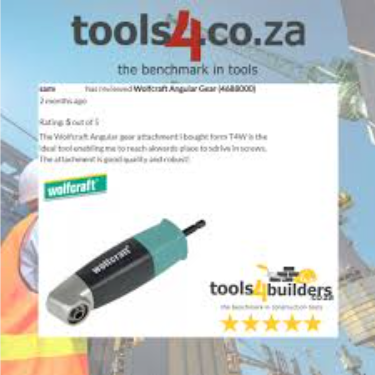 tools4.co.za
the benchmark in tools
sam has reviewed Wolfcraft Angular Gear (4688000)
2 months ago
Rating: 5 out of 5
The Wolfcraft Angular gear attachment I bought form T4W is the
ideal tool enabling me to reach akwards place to sdrive in screws.
The attachment is good quality and robust!
wolfcraft
wolfcraft
tools4builders
.co.za
the benchmark in construction tools